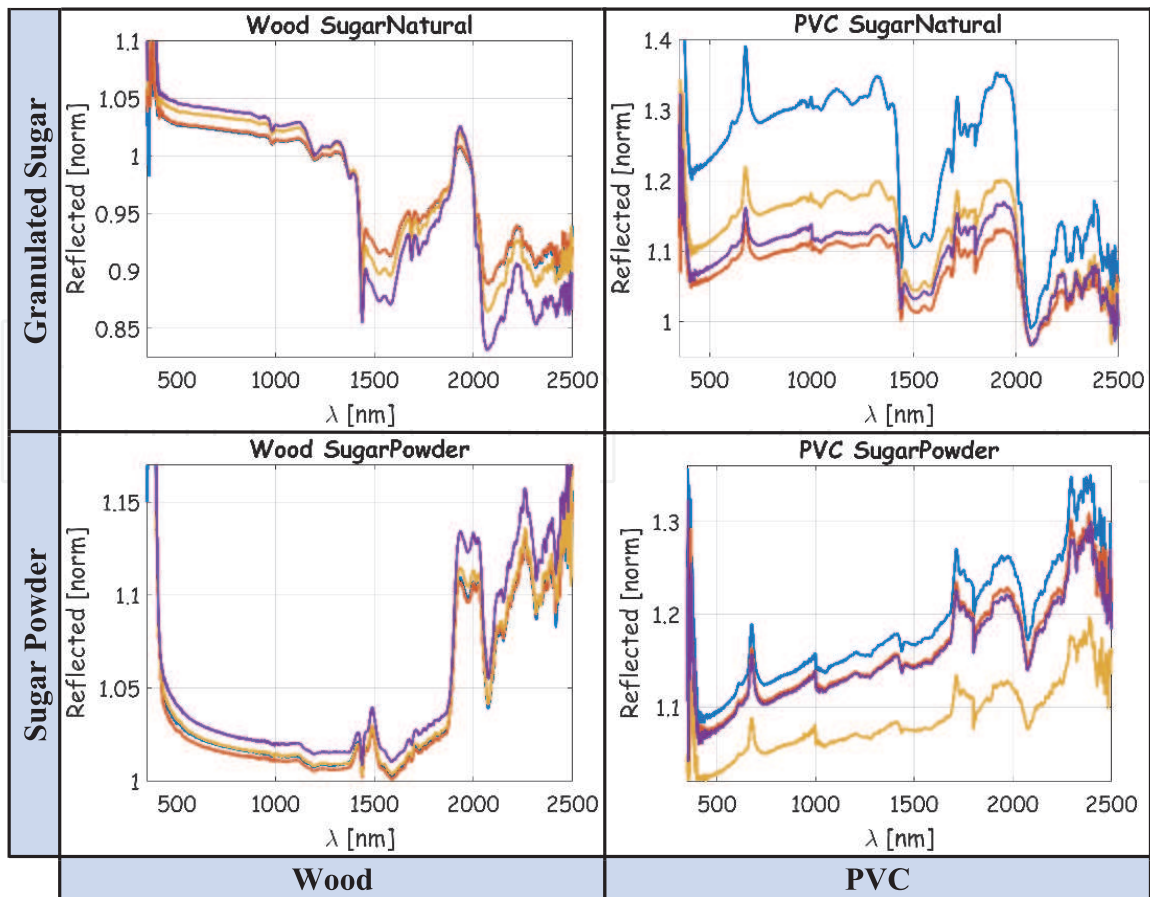 Granulated Sugar
Wood SugarNatural
Reflected [norm]
1.1
1.05
1
0.95
0.9
0.85
500 1000 1500 2000 2500
λ [nm]
PVC SugarNatural
Reflected [norm]
1.4
1.3
1.2
1.1
1
500 1000 1500 2000 2500
λ [nm]
Sugar Powder
Wood SugarPowder
Reflected [norm]
1.15
1.1
1.05
1
500 1000 1500 2000 2500
λ [nm]
PVC SugarPowder
Reflected [norm]
1.3
1.2
1.1
500 1000 1500 2000 2500
λ [nm]
Wood
PVC